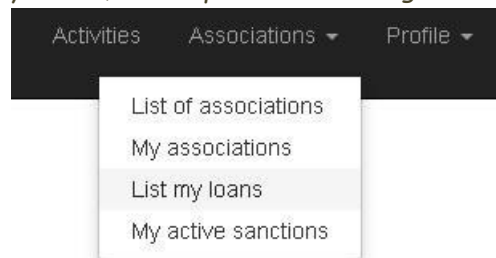 Activities Associations Profile
List of associations
My associations
List my loans
My active sanctions